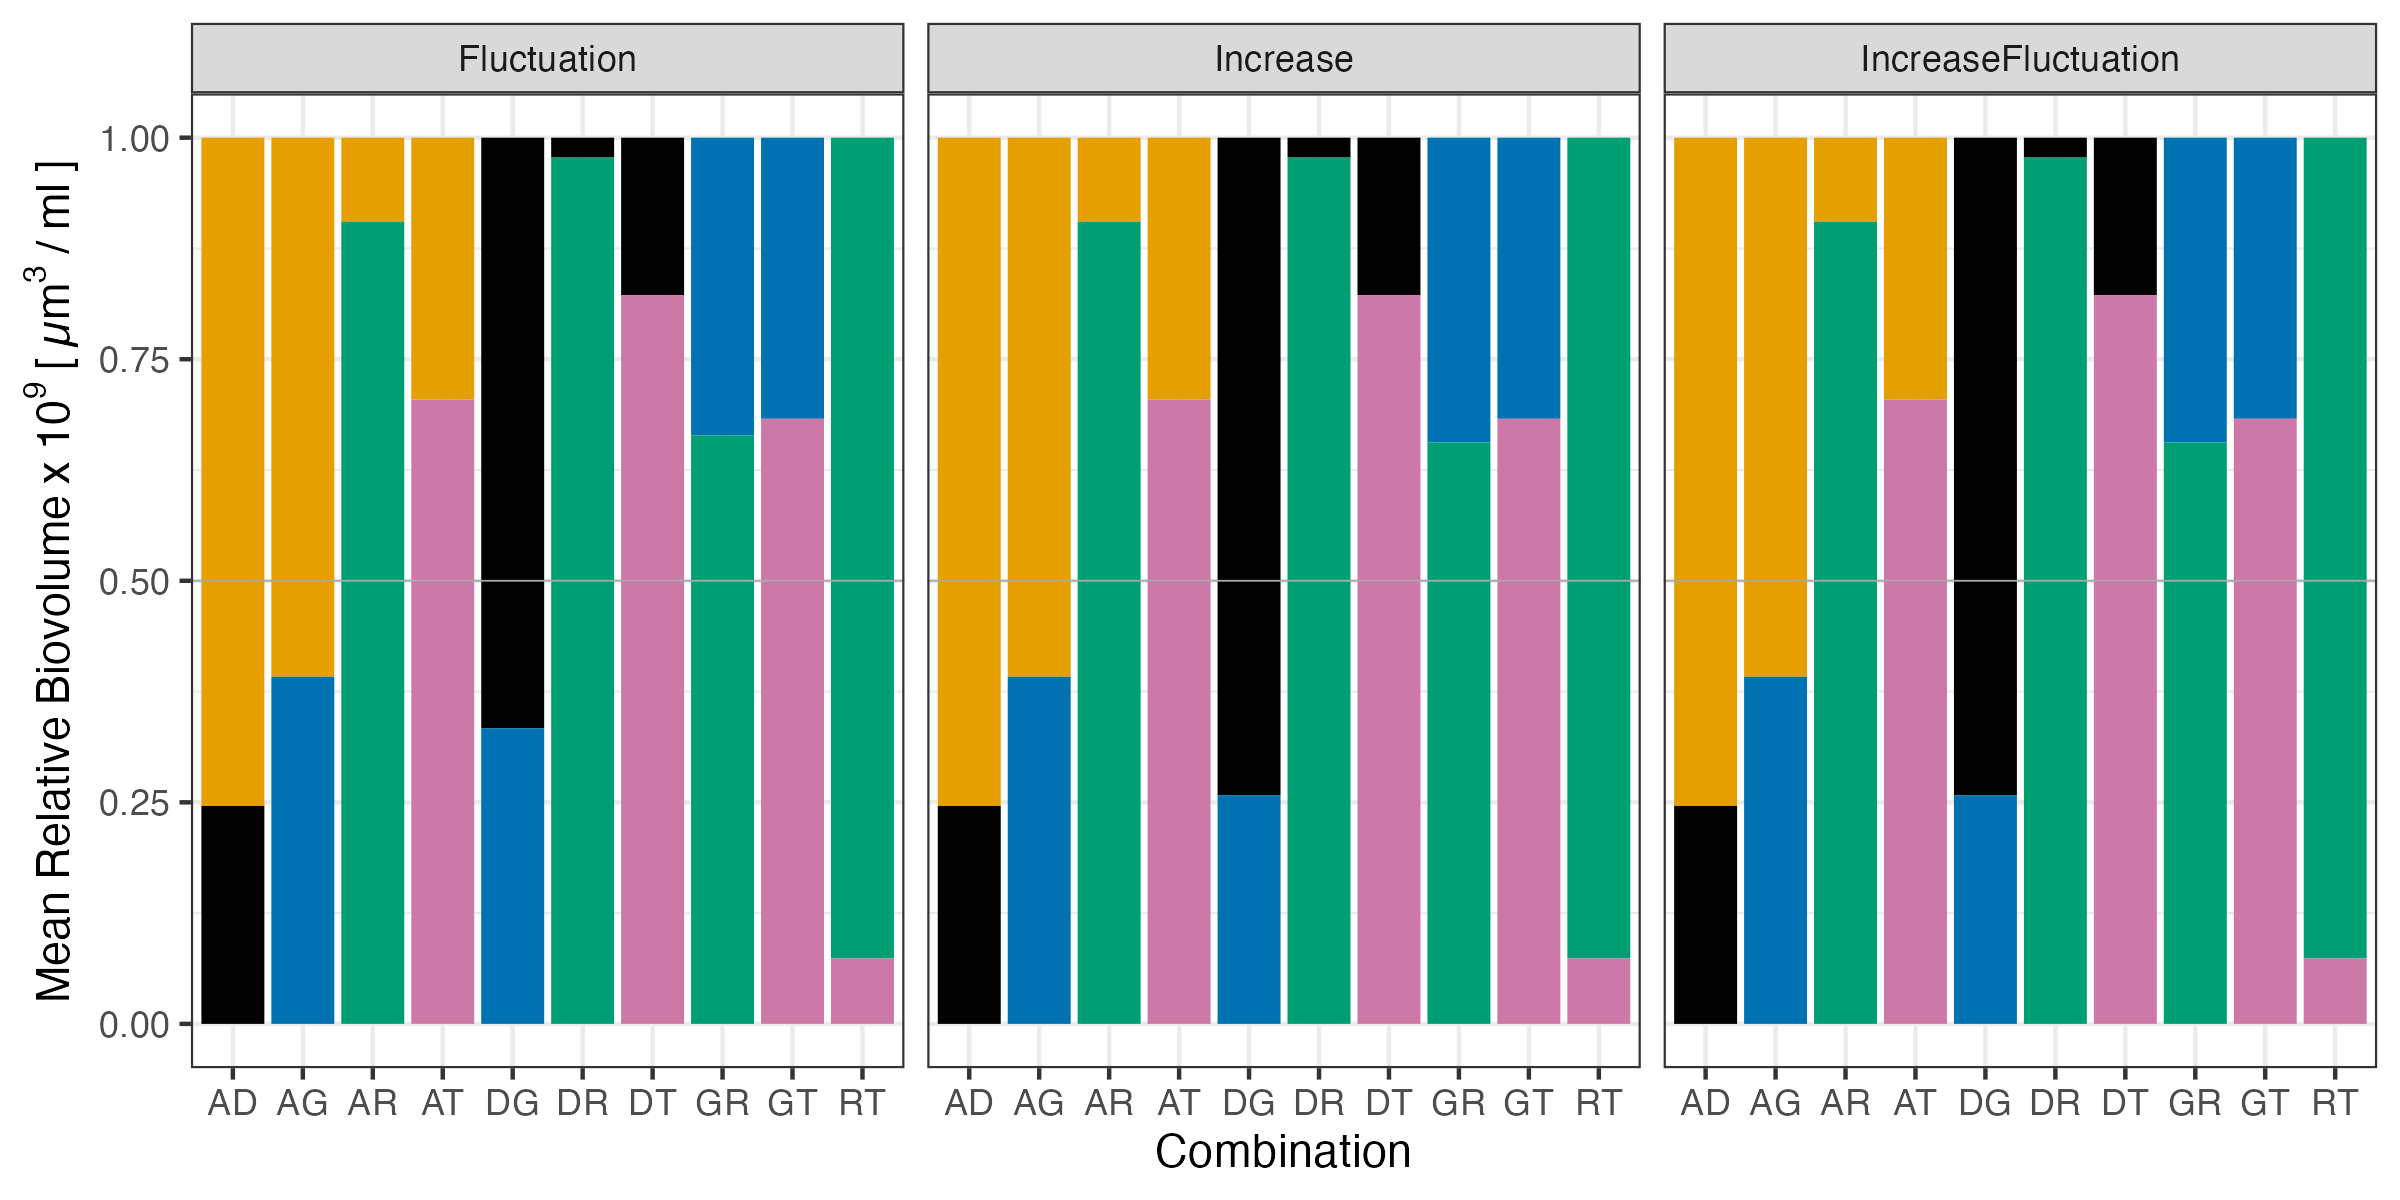 Fluctuation Increase IncreaseFluctuation
Mean Relative Biovolume x 10⁹ [ µm³ / ml ]
1.00
0.75
0.50
0.25
0.00
AD AG AR AT DG DR DT GR GT RT AD AG AR AT DG DR DT GR GT RT AD AG AR AT DG DR DT GR GT RT
Combination